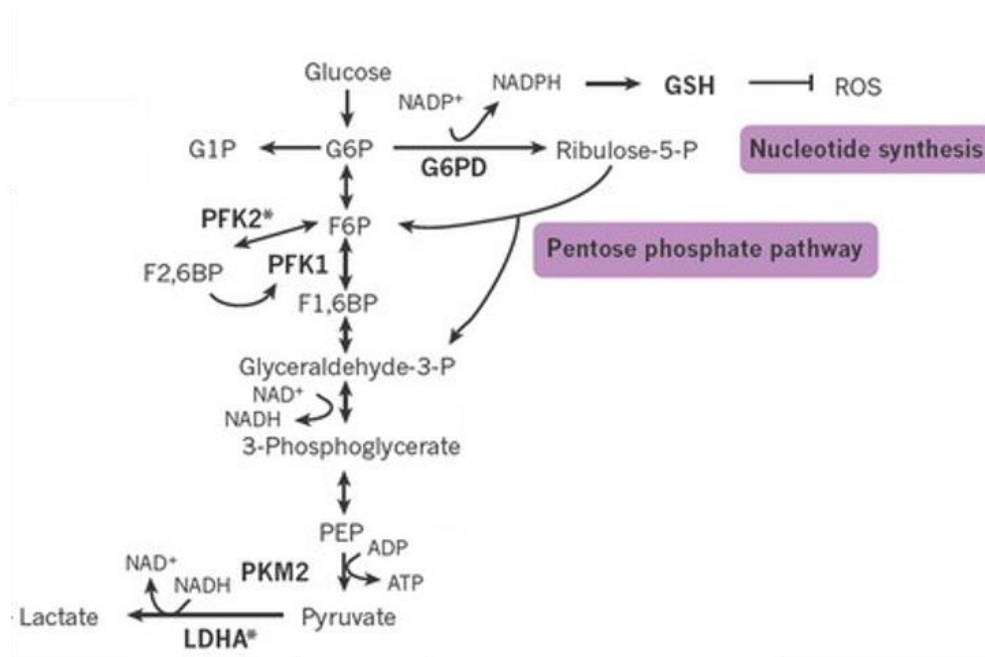 Glucose
NADP⁺
NADPH
GSH
ROS
G1P
G6P
G6PD
Ribulose-5-P
Nucleotide synthesis
PFK2*
F6P
Pentose phosphate pathway
F2,6BP
PFK1
F1,6BP
Glyceraldehyde-3-P
NAD⁺
NADH
3-Phosphoglycerate
PEP
ADP
ATP
NAD⁺
NADH
PKM2
Lactate
Pyruvate
LDHA*